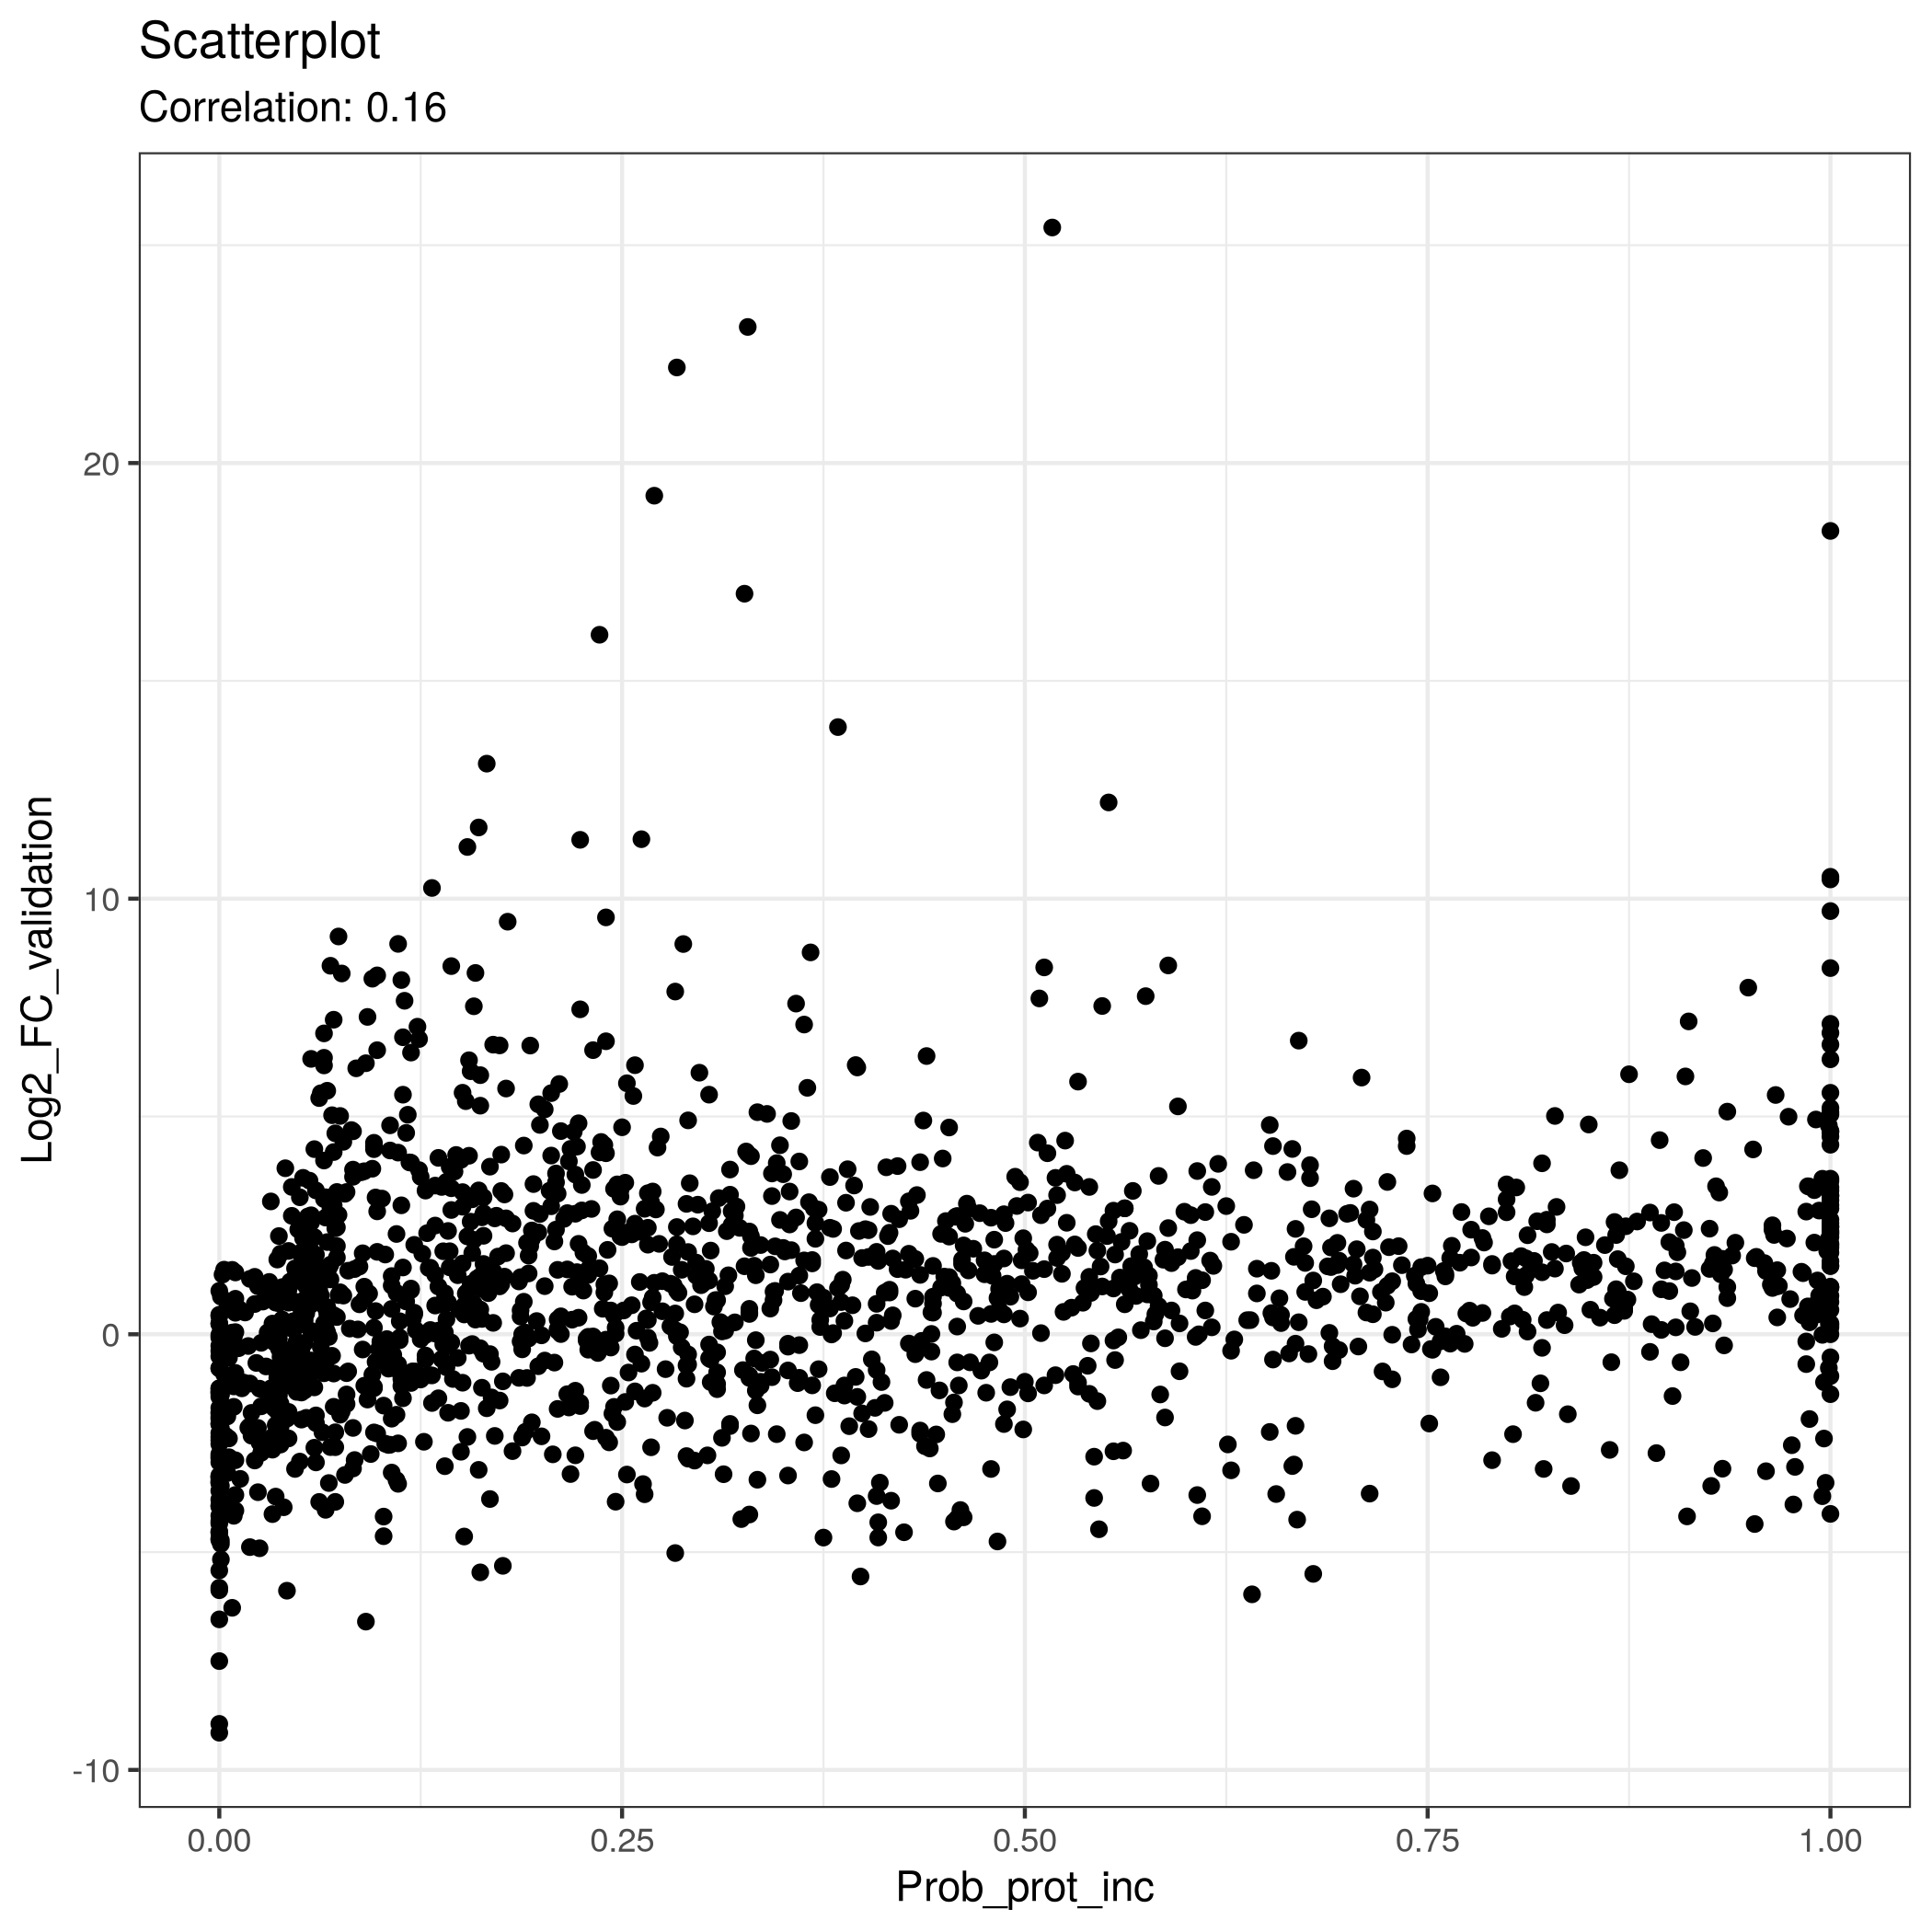 Scatterplot
Correlation: 0.16
Log2_FC_validation
20
10
0
-10
0.00 0.25 0.50 0.75 1.00
Prob_prot_inc